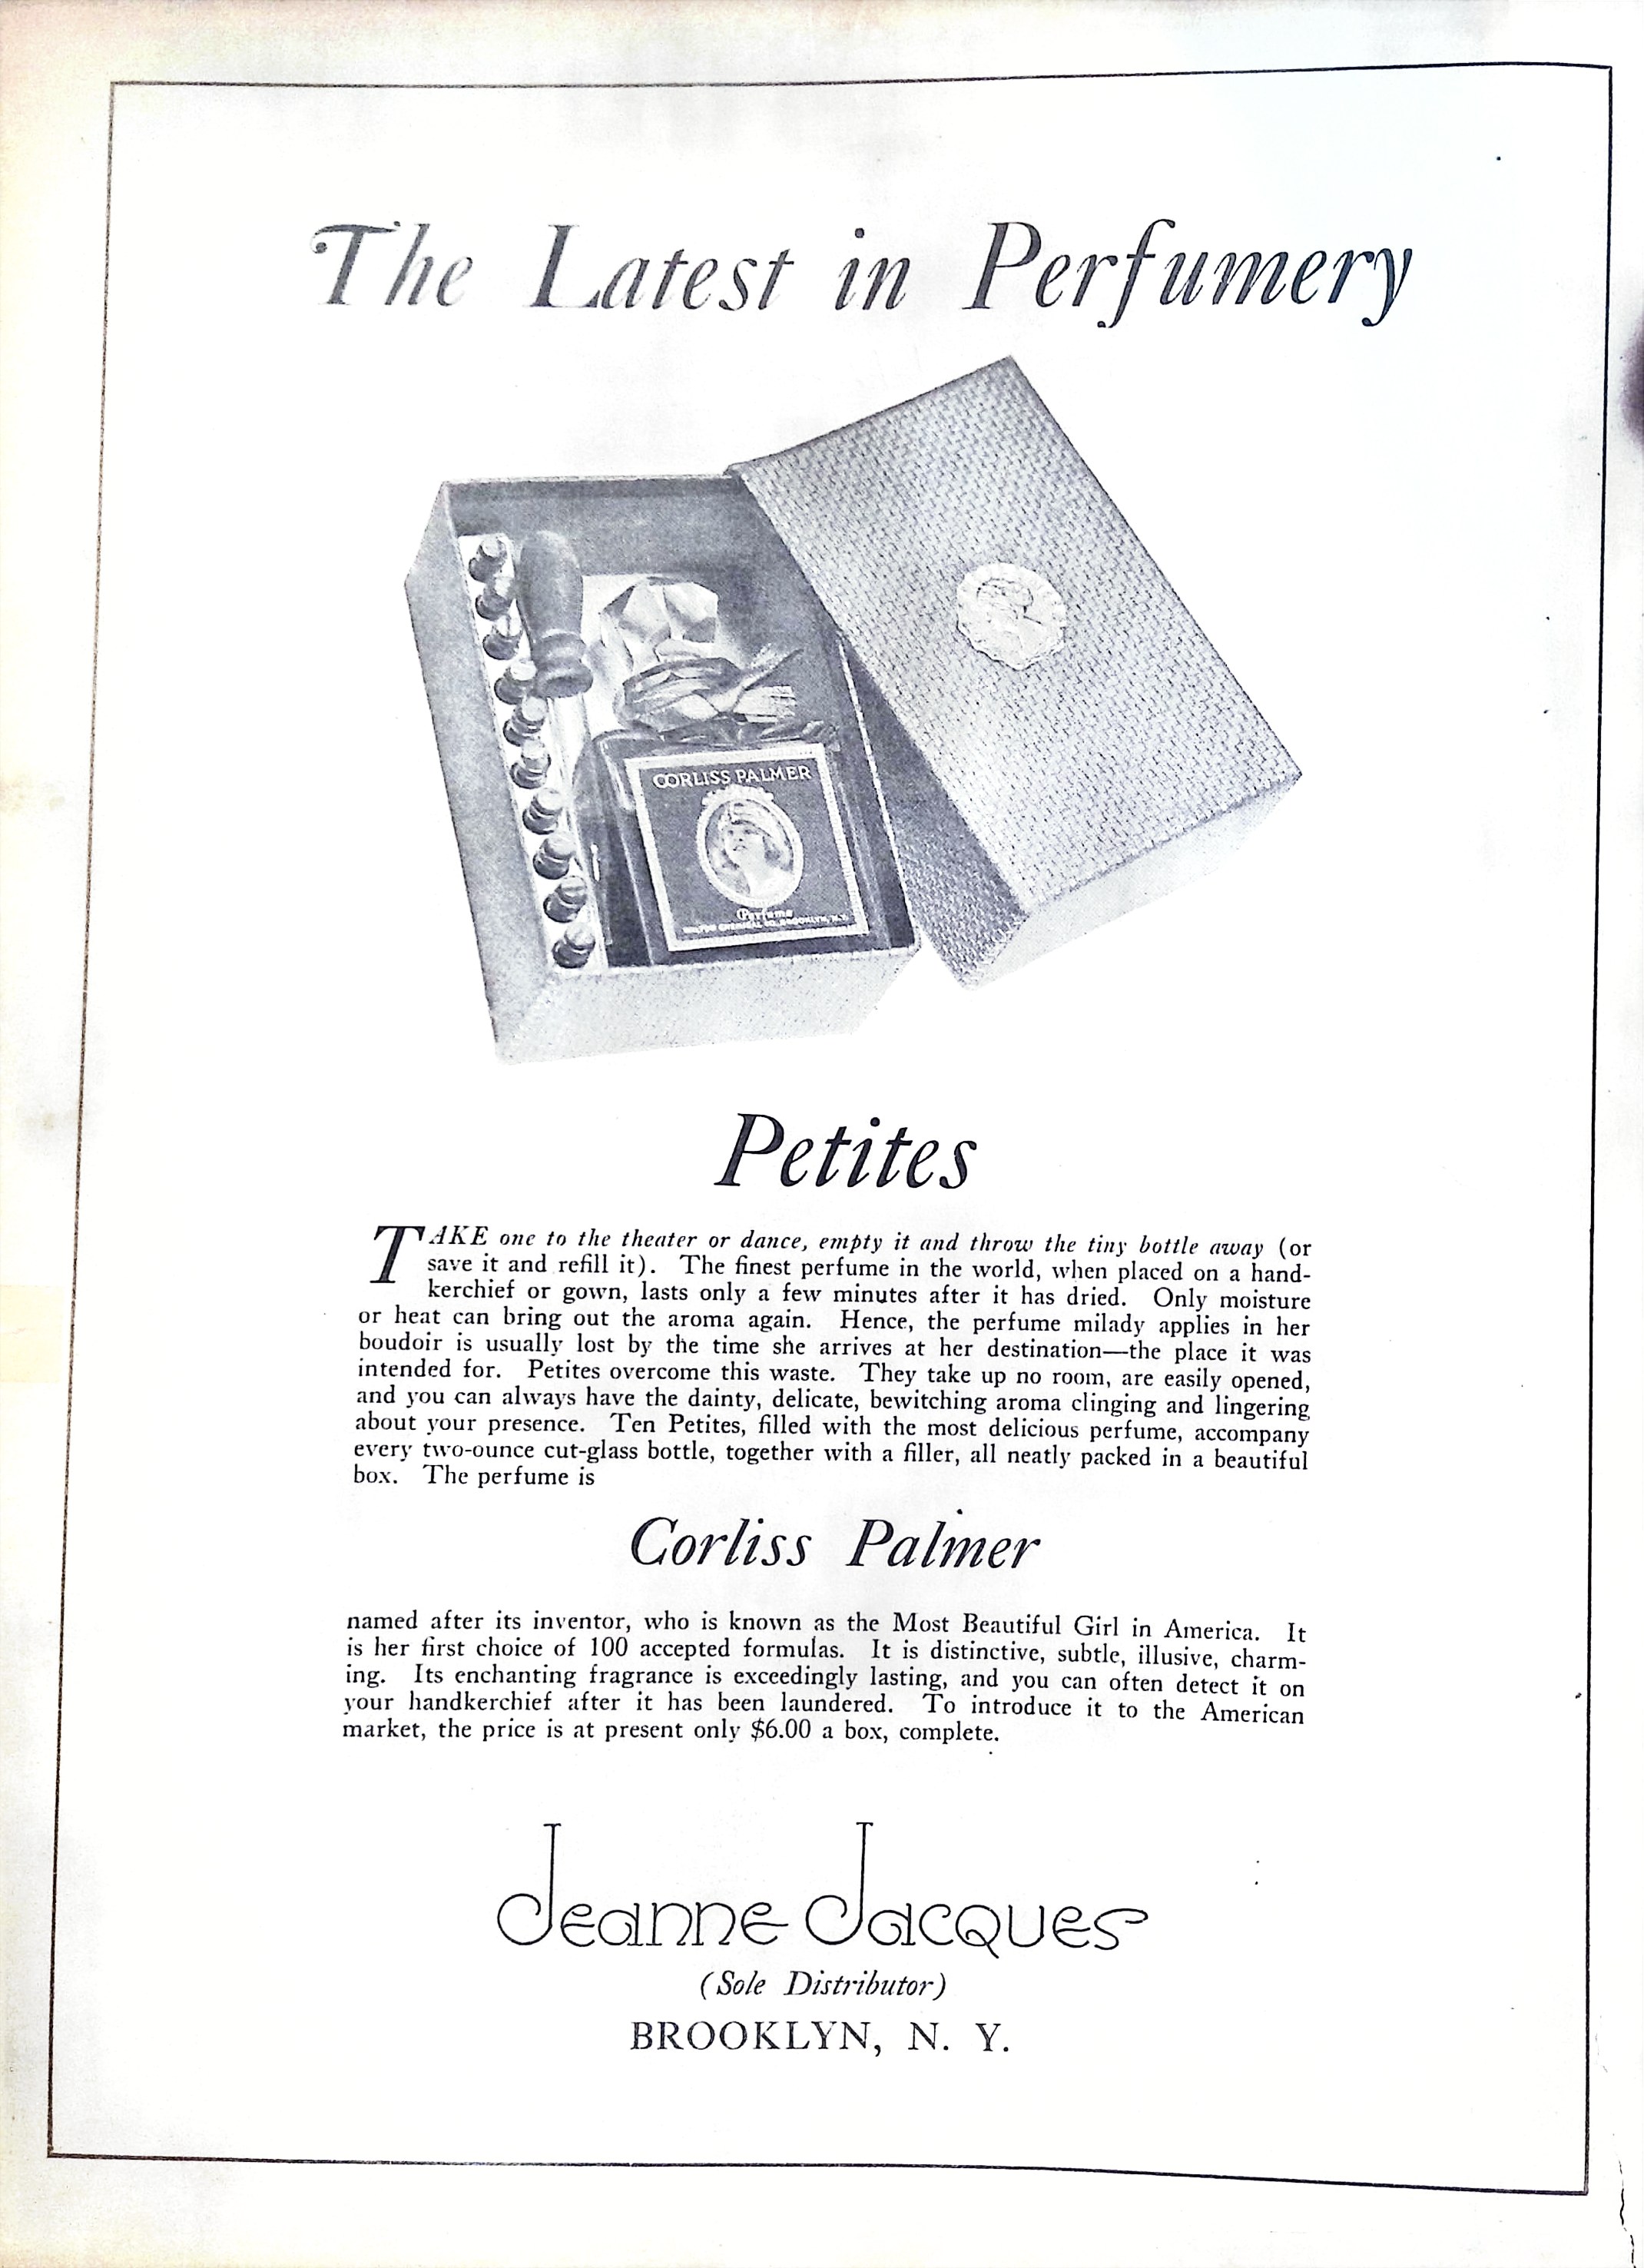 The Latest in Perfumery
CORLISS PALMER
Perfume
CHEMICAL CO. BROOKLYN, N.Y.
Petites
TAKE one to the theater or dance, empty it and throw the tiny bottle away (or
save it and refill it). The finest perfume in the world, when placed on a hand-
kerchief or gown, lasts only a few minutes after it has dried. Only moisture
or heat can bring out the aroma again. Hence, the perfume milady applies in her
boudoir is usually lost by the time she arrives at her destination—the place it was
intended for. Petites overcome this waste. They take up no room, are easily opened,
and you can always have the dainty, delicate, bewitching aroma clinging and lingering
about your presence. Ten Petites, filled with the most delicious perfume, accompany
every two-ounce cut-glass bottle, together with a filler, all neatly packed in a beautiful
box. The perfume is
Corliss Palmer
named after its inventor, who is known as the Most Beautiful Girl in America. It
is her first choice of 100 accepted formulas. It is distinctive, subtle, illusive, charm-
ing. Its enchanting fragrance is exceedingly lasting, and you can often detect it on
your handkerchief after it has been laundered. To introduce it to the American
market, the price is at present only $6.00 a box, complete.
Jeanne Jacques
(Sole Distributor)
BROOKLYN, N. Y.